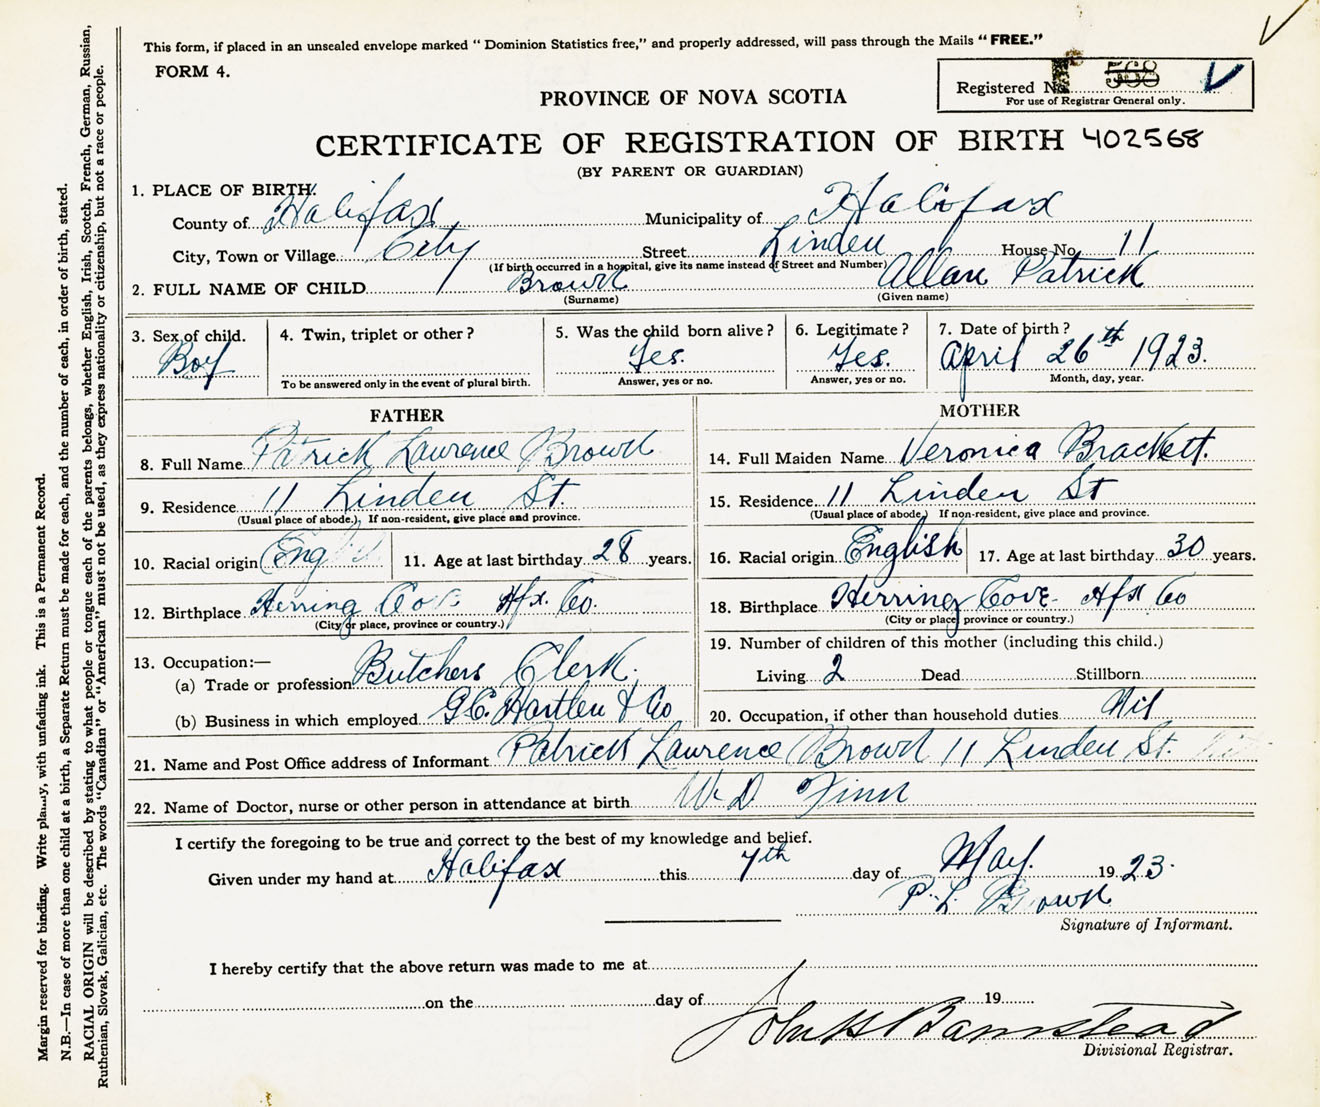 This form, if placed in an unsealed envelope marked "Dominion Statistics free," and properly addressed, will pass through the Mails "FREE."
FORM 4.
Registered No. 568
For use of Registrar General only.
PROVINCE OF NOVA SCOTIA
CERTIFICATE OF REGISTRATION OF BIRTH 402568
(BY PARENT OR GUARDIAN)
1. PLACE OF BIRTH:
County of Halifax Municipality of Halifax
City, Town or Village City Street Linden House No. 11
(If birth occurred in a hospital, give its name instead of Street and Number)
2. FULL NAME OF CHILD Brown Allan Patrick
(Surname) (Given name)
3. Sex of child. 4. Twin, triplet or other? 5. Was the child born alive? 6. Legitimate? 7. Date of birth?
Boy Yes. Yes. April 26th 1923.
To be answered only in the event of plural birth. Answer, yes or no. Answer, yes or no. Month, day, year.
FATHER MOTHER
8. Full Name Patrick Laurence Brown 14. Full Maiden Name Veronica Brackett.
9. Residence 11 Linden St. 15. Residence 11 Linden St
(Usual place of abode.) If non-resident, give place and province. (Usual place of abode.) If non-resident, give place and province.
10. Racial origin Eng 11. Age at last birthday 28 years. 16. Racial origin English 17. Age at last birthday 30 years.
12. Birthplace Herring Cove Hfx. Co. 18. Birthplace Herring Cove Hfx Co
(City or place, province or country.) (City or place, province or country.)
13. Occupation:— 19. Number of children of this mother (including this child.)
(a) Trade or profession Butchers Clerk. Living 2 Dead Stillborn
(b) Business in which employed G.C. Hartlen & Co 20. Occupation, if other than household duties Nil
21. Name and Post Office address of Informant Patrick Laurence Brown 11 Linden St.
22. Name of Doctor, nurse or other person in attendance at birth W. D Finn
I certify the foregoing to be true and correct to the best of my knowledge and belief.
Given under my hand at Halifax this 7th day of May. 1923.
P. L. Brown
Signature of Informant.
I hereby certify that the above return was made to me at
on the day of 19
John H Barnstead
Divisional Registrar.
Margin reserved for binding. Write plainly, with unfading ink. This is a Permanent Record.
N.B.—In case of more than one child at a birth, a Separate Return must be made for each, and the number of each, in order of birth, stated.
RACIAL ORIGIN will be described by stating to what people or tongue each of the parents belongs, whether English, Irish, Scotch, French, German, Russian,
Ruthenian, Slovak, Galician, etc. The words "Canadian" or "American" must not be used, as they express nationality or citizenship, but not a race or people.